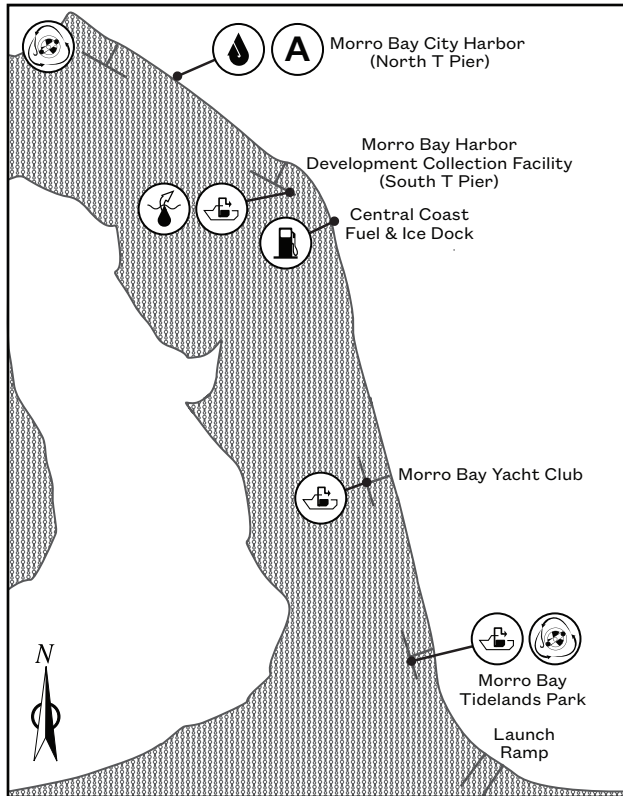 A
Morro Bay City Harbor
(North T Pier)
Morro Bay Harbor
Development Collection Facility
(South T Pier)
Central Coast
Fuel & Ice Dock
Morro Bay Yacht Club
N
Morro Bay
Tidelands Park
Launch
Ramp